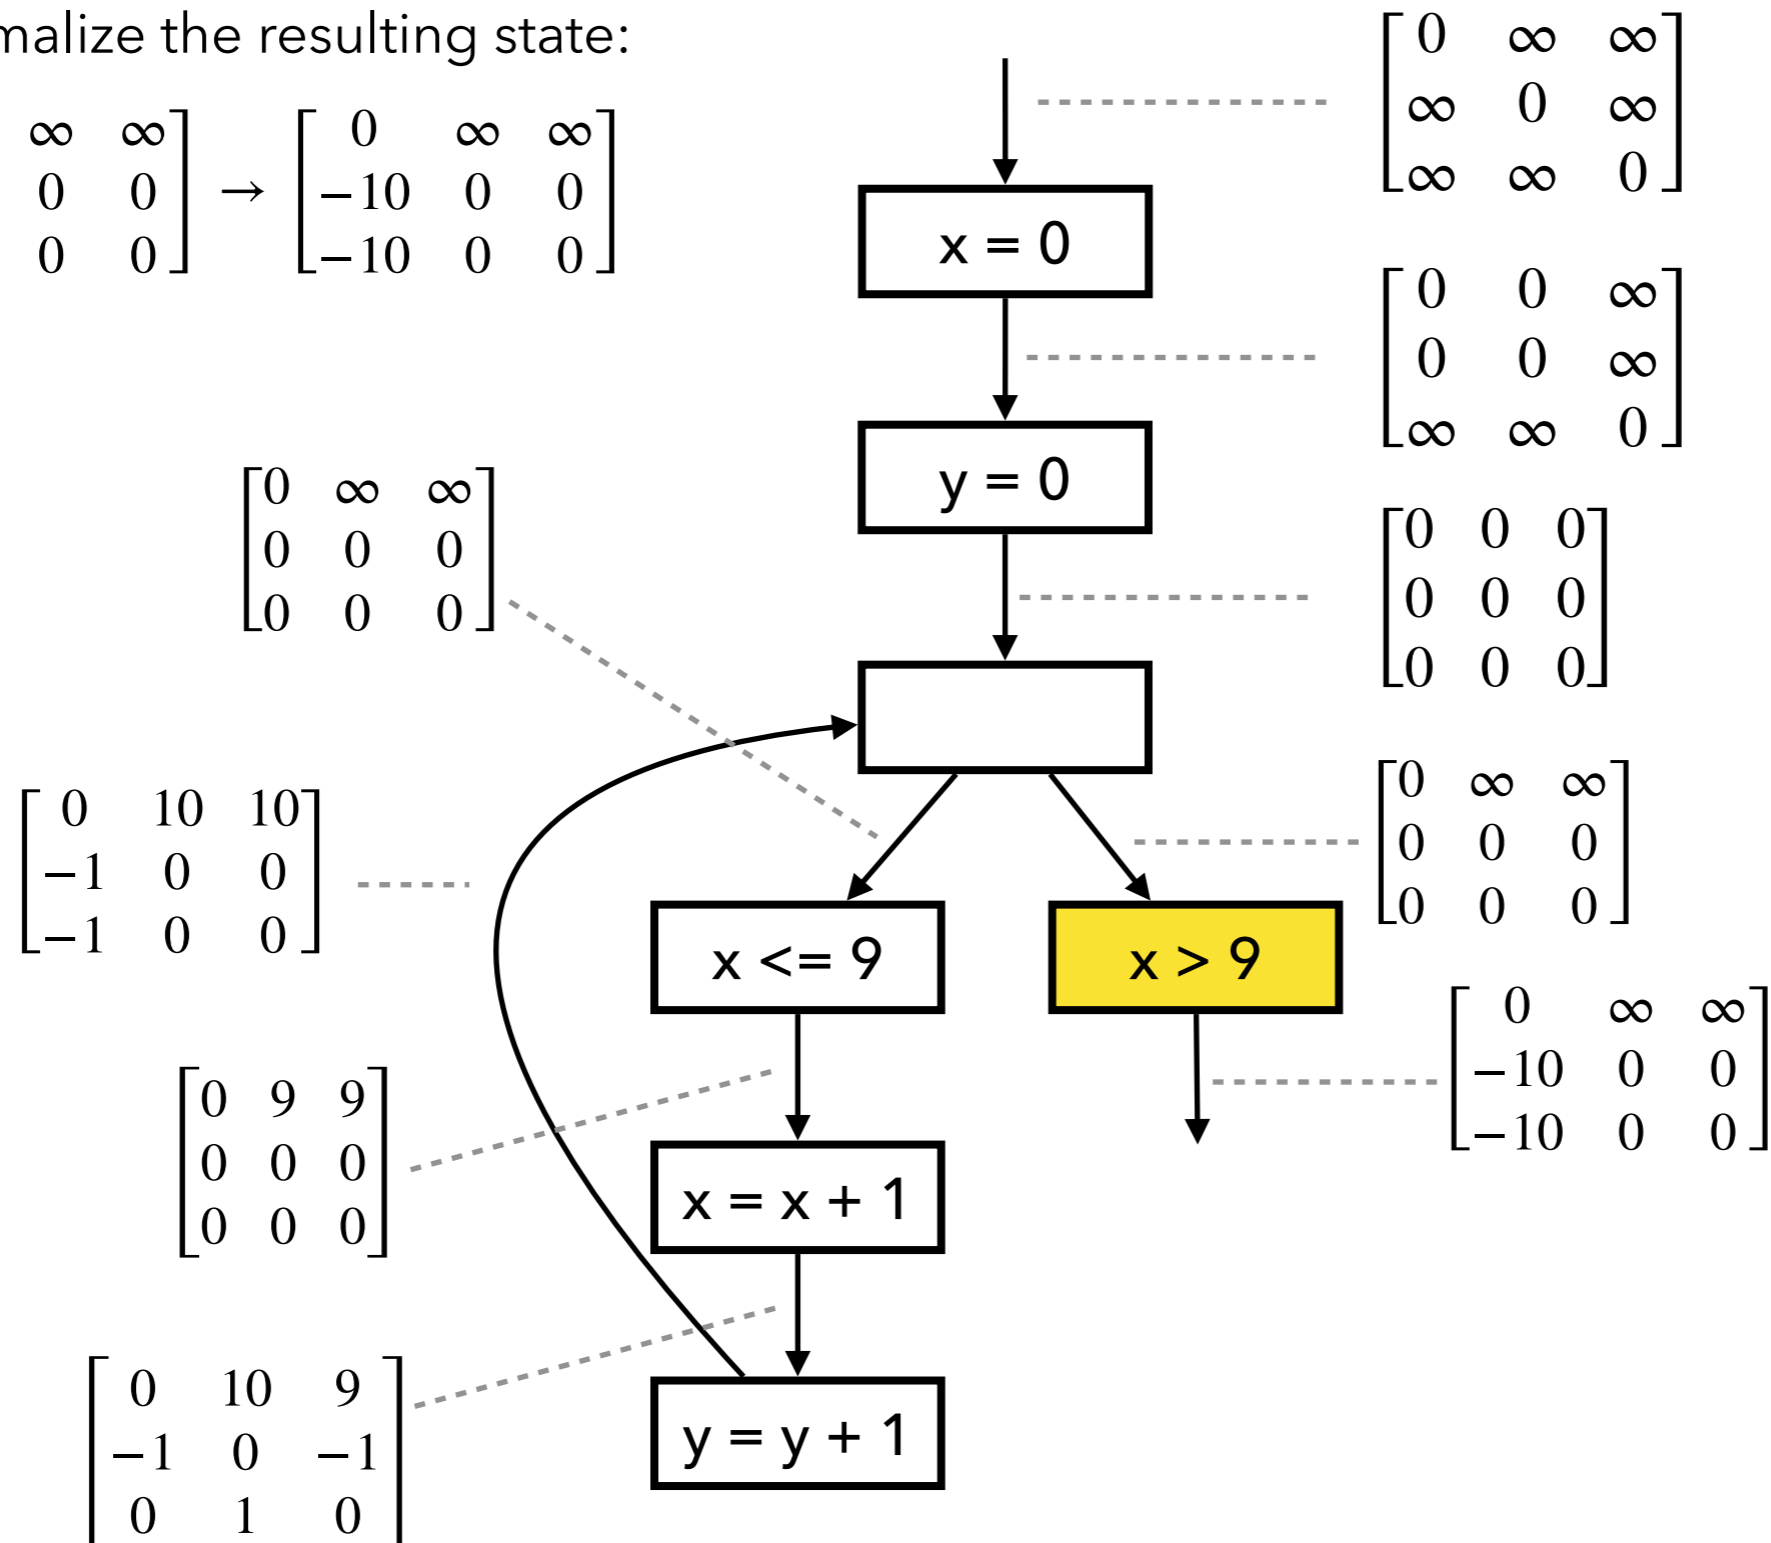 malize the resulting state:
∞ ∞
0 0
0 0
→
0 ∞ ∞
−10 0 0
−10 0 0
0 ∞ ∞
∞ 0 ∞
∞ ∞ 0
x = 0
0 0 ∞
0 0 ∞
∞ ∞ 0
y = 0
0 ∞ ∞
0 0 0
0 0 0
0 0 0
0 0 0
0 0 0
0 10 10
−1 0 0
−1 0 0
0 ∞ ∞
0 0 0
0 0 0
x <= 9
x > 9
0 ∞ ∞
−10 0 0
−10 0 0
0 9 9
0 0 0
0 0 0
x = x + 1
0 10 9
−1 0 −1
0 1 0
y = y + 1